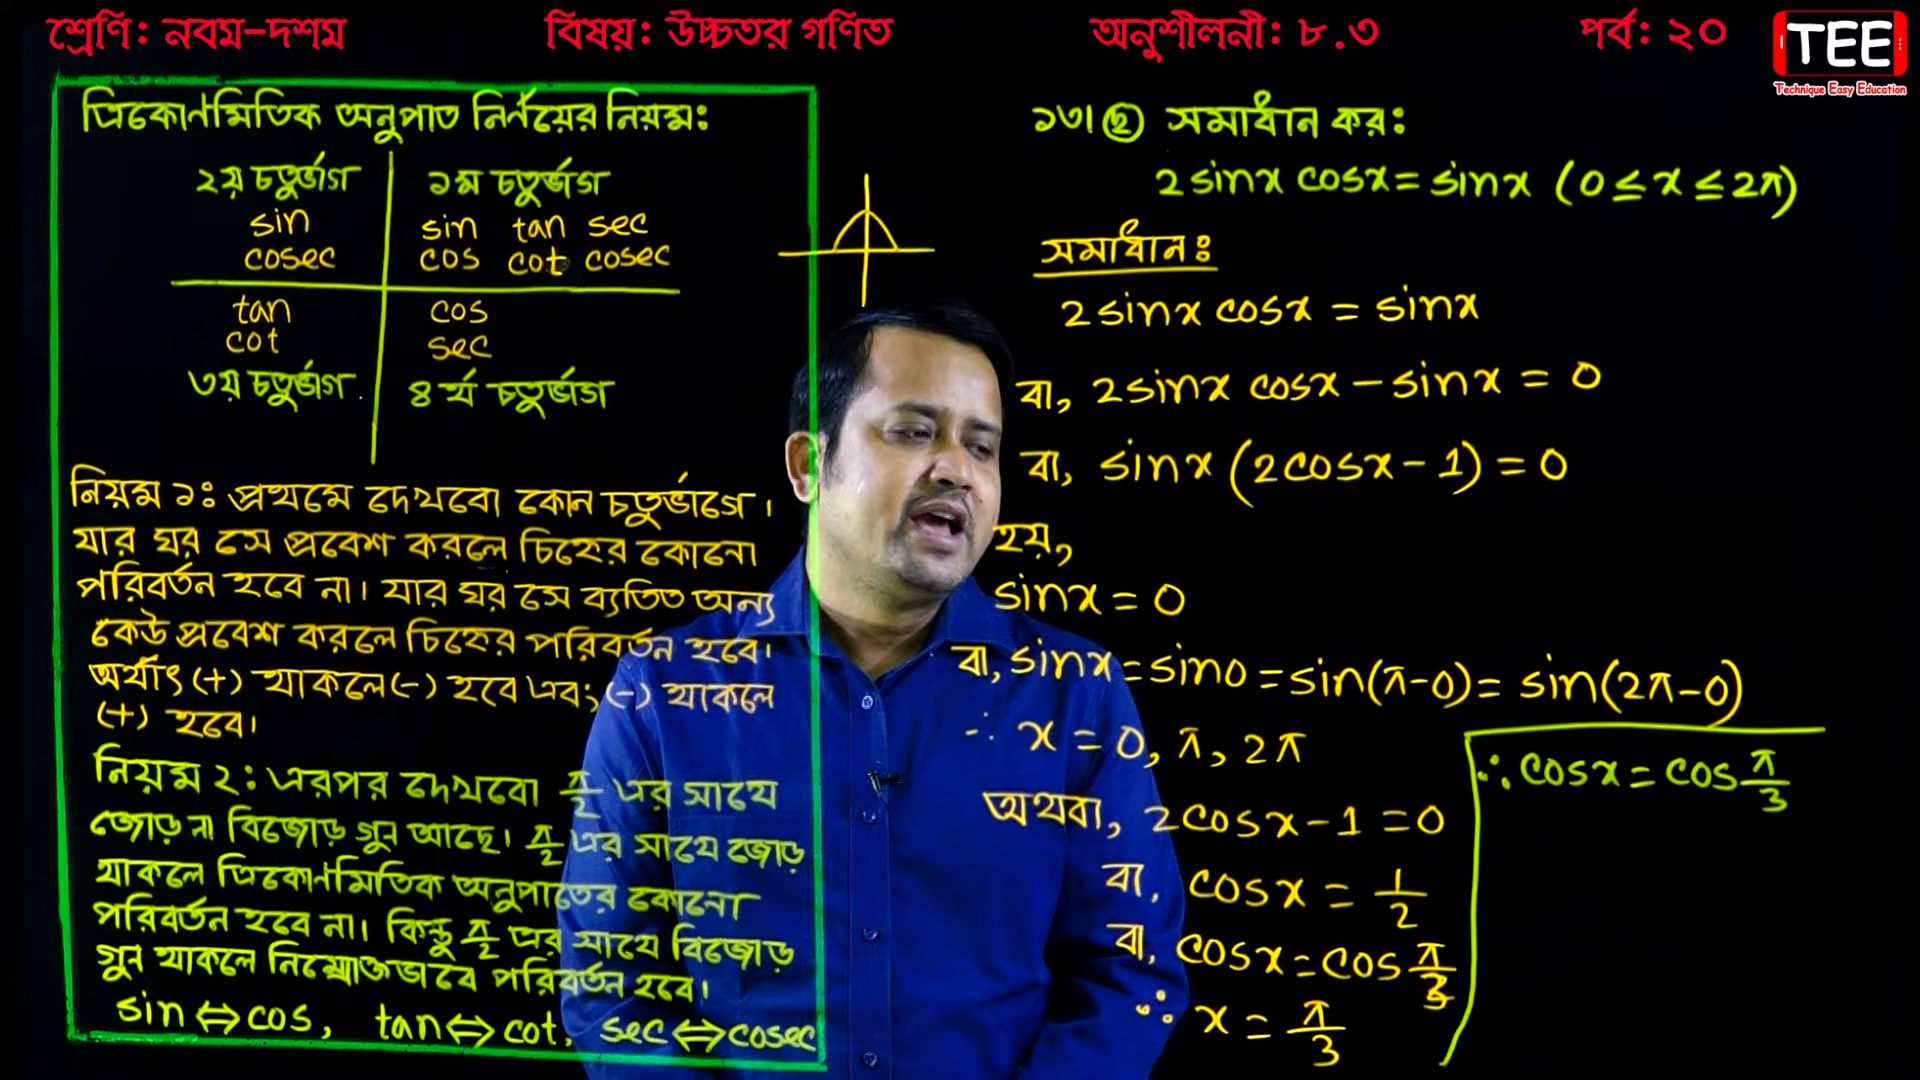 শ্রেণি: নবম-দশম
বিষয়: উচ্চতর গণিত
অনুশীলনী: ৮.৩
পর্ব: ২০
TEE
Technique Easy Education
ত্রিকোণমিতিক অনুপাত নির্ণয়ের নিয়ম:
২য় চতুর্ভাগ
sin
cosec
১ম চতুর্ভাগ
sin tan sec
cos cot cosec
tan
cot
৩য় চতুর্ভাগ
cos
sec
৪র্থ চতুর্ভাগ
নিয়ম ১: প্রথমে দেখবো কোন চতুর্ভাগে।
যার ঘর সে প্রবেশ করলে চিহ্নের কোনো
পরিবর্তন হবে না। যার ঘর সে ব্যতিত অন্য
কেউ প্রবেশ করলে চিহ্নের পরিবর্তন হবে।
অর্থাৎ (+) থাকলে (-) হবে এবং (-) থাকলে
(+) হবে।
নিয়ম ২: এরপর দেখবো π/2 এর সাথে
জোড় না বিজোড় গুন আছে। π/2 এর সাথে জোড়
থাকলে ত্রিকোণমিতিক অনুপাতের কোনো
পরিবর্তন হবে না। কিন্তু π/2 এর সাথে বিজোড়
গুন থাকলে নিম্মোক্তভাবে পরিবর্তন হবে।
sin⇔cos, tan⇔cot, sec⇔cosec
১৩। ছ সমাধান কর:
2sinx cosx = sinx (0 ≤ x ≤ 2π)
সমাধান:
2sinx cosx = sinx
বা, 2sinx cosx - sinx = 0
বা, sinx (2cosx - 1) = 0
হয়,
sinx = 0
বা, sinx = sin0 = sin(π-0) = sin(2π-0)
∴ x = 0, π, 2π
অথবা, 2cosx - 1 = 0
বা, cosx = 1/2
বা, cosx = cos π/3
∴ x = π/3
∴ cosx = cos π/3